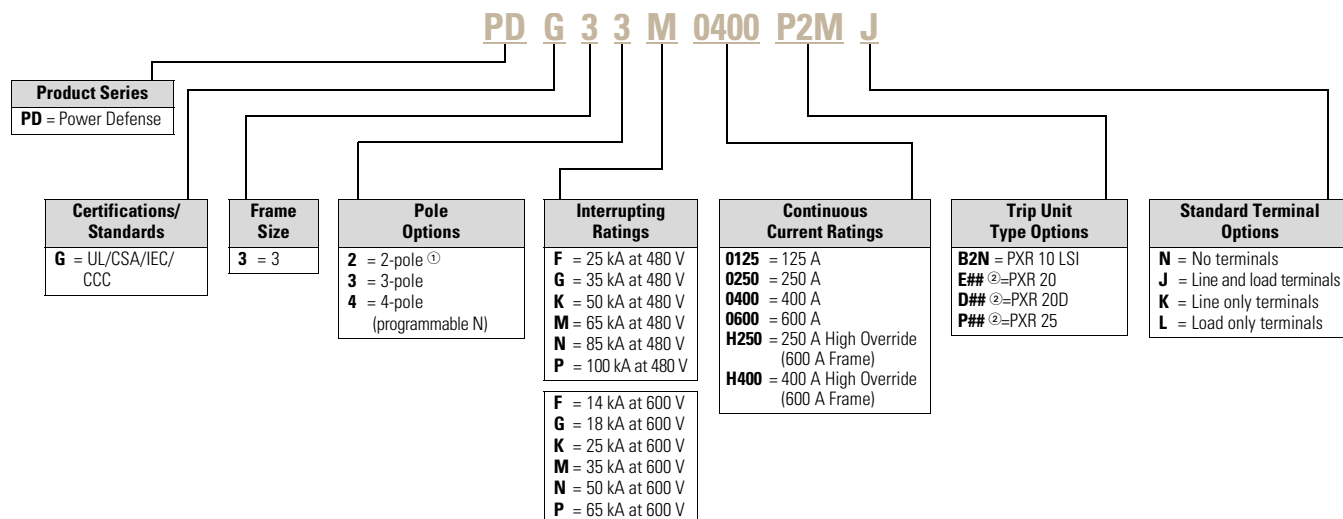 PD G 3 3 M 0400 P2M J
Product Series
PD = Power Defense
Certifications/
Standards
G = UL/CSA/IEC/
CCC
Frame
Size
3 = 3
Pole
Options
2 = 2-pole ①
3 = 3-pole
4 = 4-pole
(programmable N)
Interrupting
Ratings
F = 25 kA at 480 V
G = 35 kA at 480 V
K = 50 kA at 480 V
M = 65 kA at 480 V
N = 85 kA at 480 V
P = 100 kA at 480 V
F = 14 kA at 600 V
G = 18 kA at 600 V
K = 25 kA at 600 V
M = 35 kA at 600 V
N = 50 kA at 600 V
P = 65 kA at 600 V
Continuous
Current Ratings
0125 = 125 A
0250 = 250 A
0400 = 400 A
0600 = 600 A
H250 = 250 A High Override
(600 A Frame)
H400 = 400 A High Override
(600 A Frame)
Trip Unit
Type Options
B2N = PXR 10 LSI
E## ②=PXR 20
D## ②=PXR 20D
P## ②=PXR 25
Standard Terminal
Options
N = No terminals
J = Line and load terminals
K = Line only terminals
L = Load only terminals